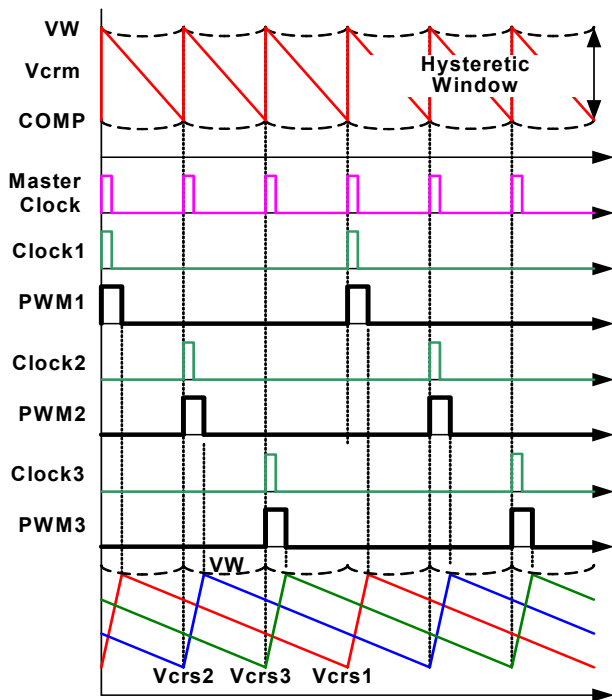 VW
Vcrm
Hysteretic
Window
COMP
Master
Clock
Clock1
PWM1
Clock2
PWM2
Clock3
PWM3
VW
Vcrs2 Vcrs3 Vcrs1